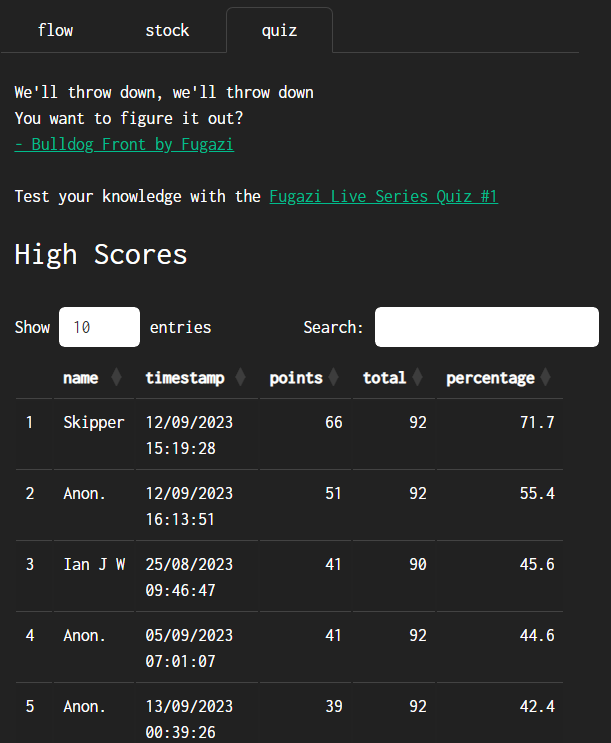 flow stock quiz
We'll throw down, we'll throw down
You want to figure it out?
- Bulldog Front by Fugazi
Test your knowledge with the Fugazi Live Series Quiz #1
High Scores
Show 10 entries Search:
name timestamp points total percentage
1 Skipper 12/09/2023 66 92 71.7
15:19:28
2 Anon. 12/09/2023 51 92 55.4
16:13:51
3 Ian J W 25/08/2023 41 90 45.6
09:46:47
4 Anon. 05/09/2023 41 92 44.6
07:01:07
5 Anon. 13/09/2023 39 92 42.4
00:39:26